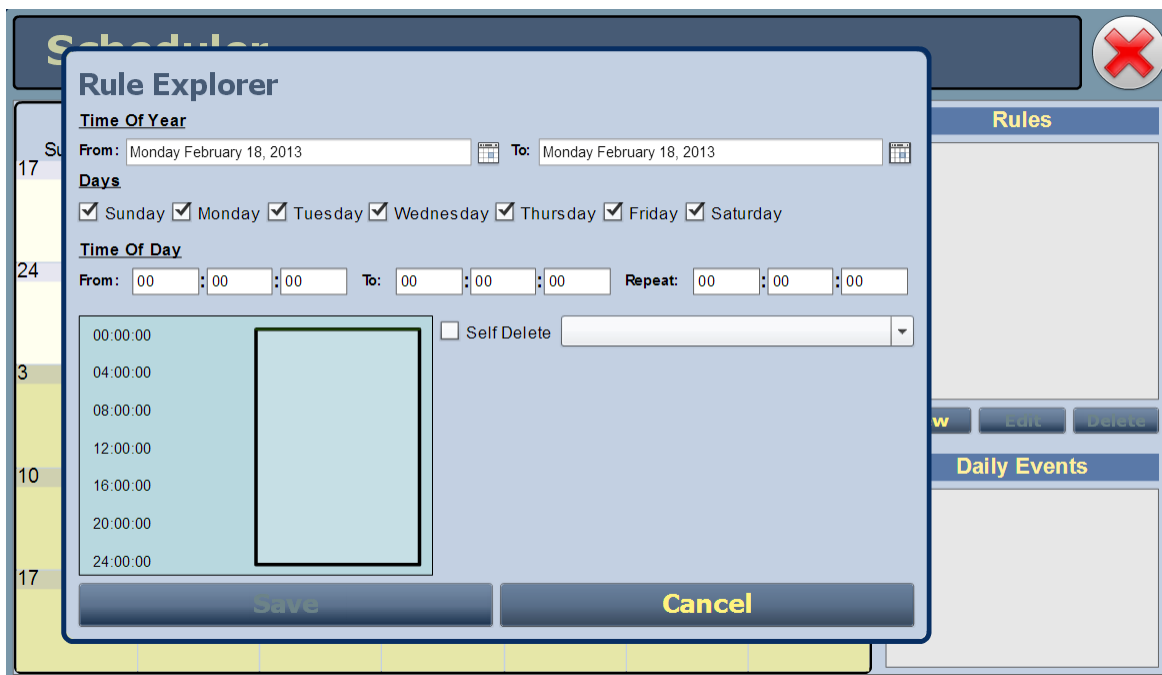 Scheduler
Rule Explorer
Time Of Year
From: Monday February 18, 2013 To: Monday February 18, 2013
Days
Sunday Monday Tuesday Wednesday Thursday Friday Saturday
Time Of Day
From: 00 : 00 : 00 To: 00 : 00 : 00 Repeat: 00 : 00 : 00
00:00:00
04:00:00
08:00:00
12:00:00
16:00:00
20:00:00
24:00:00
Self Delete
Save Cancel
Su
17
24
3
10
17
Rules
w Edit Delete
Daily Events